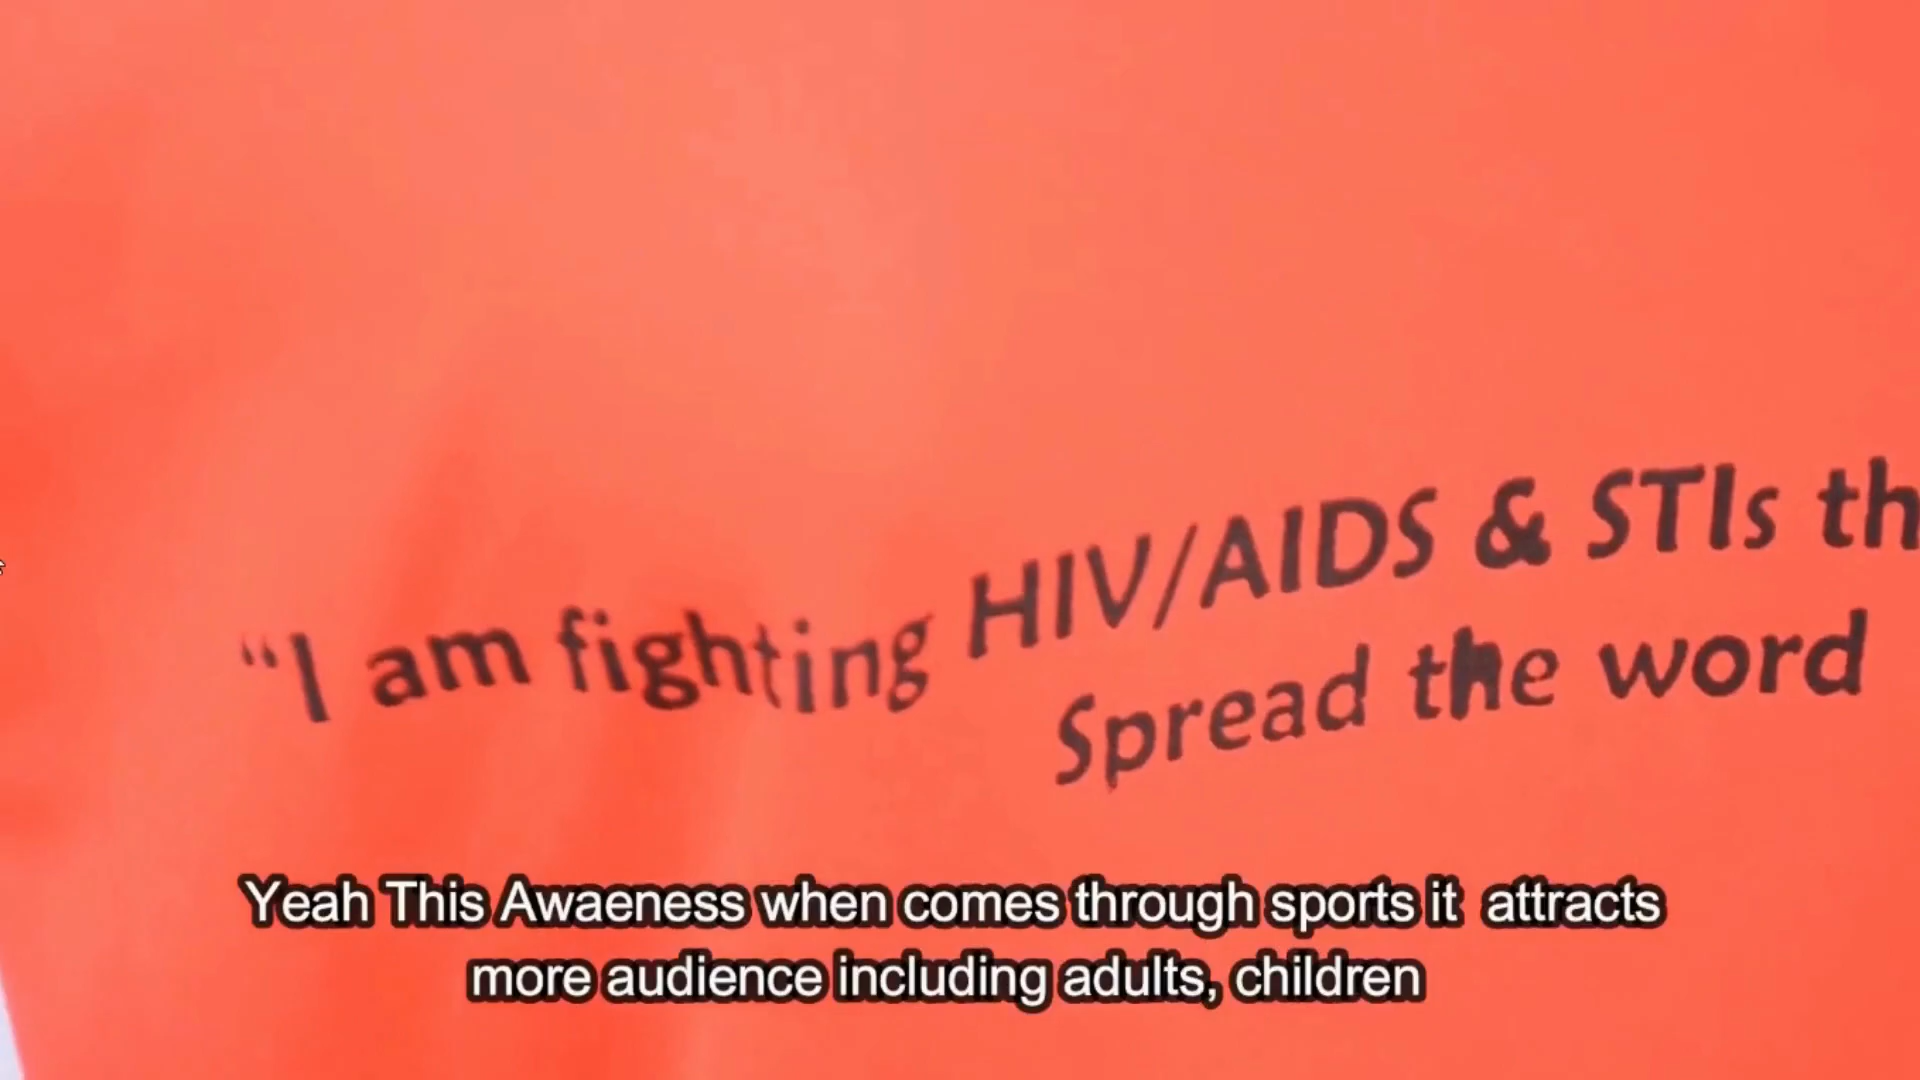 “I am fighting HIV/AIDS & STIs th
Spread the word
Yeah This Awaeness when comes through sports it attracts
more audience including adults, children